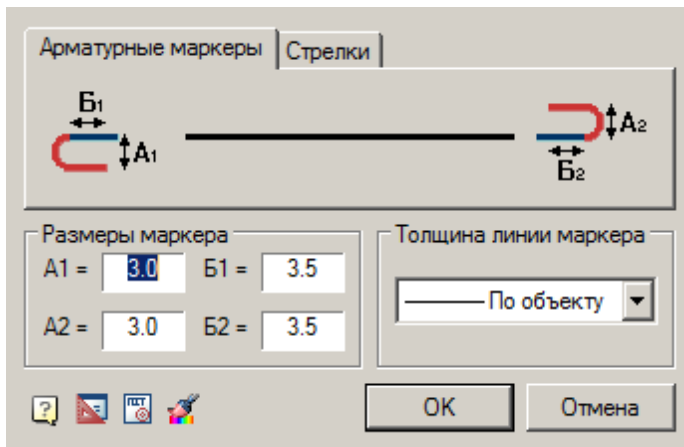 Арматурные маркеры Стрелки
Б1 А1 А2 Б2
Размеры маркера Толщина линии маркера
А1 = 3.0 Б1 = 3.5
По объекту
А2 = 3.0 Б2 = 3.5
? ОК Отмена